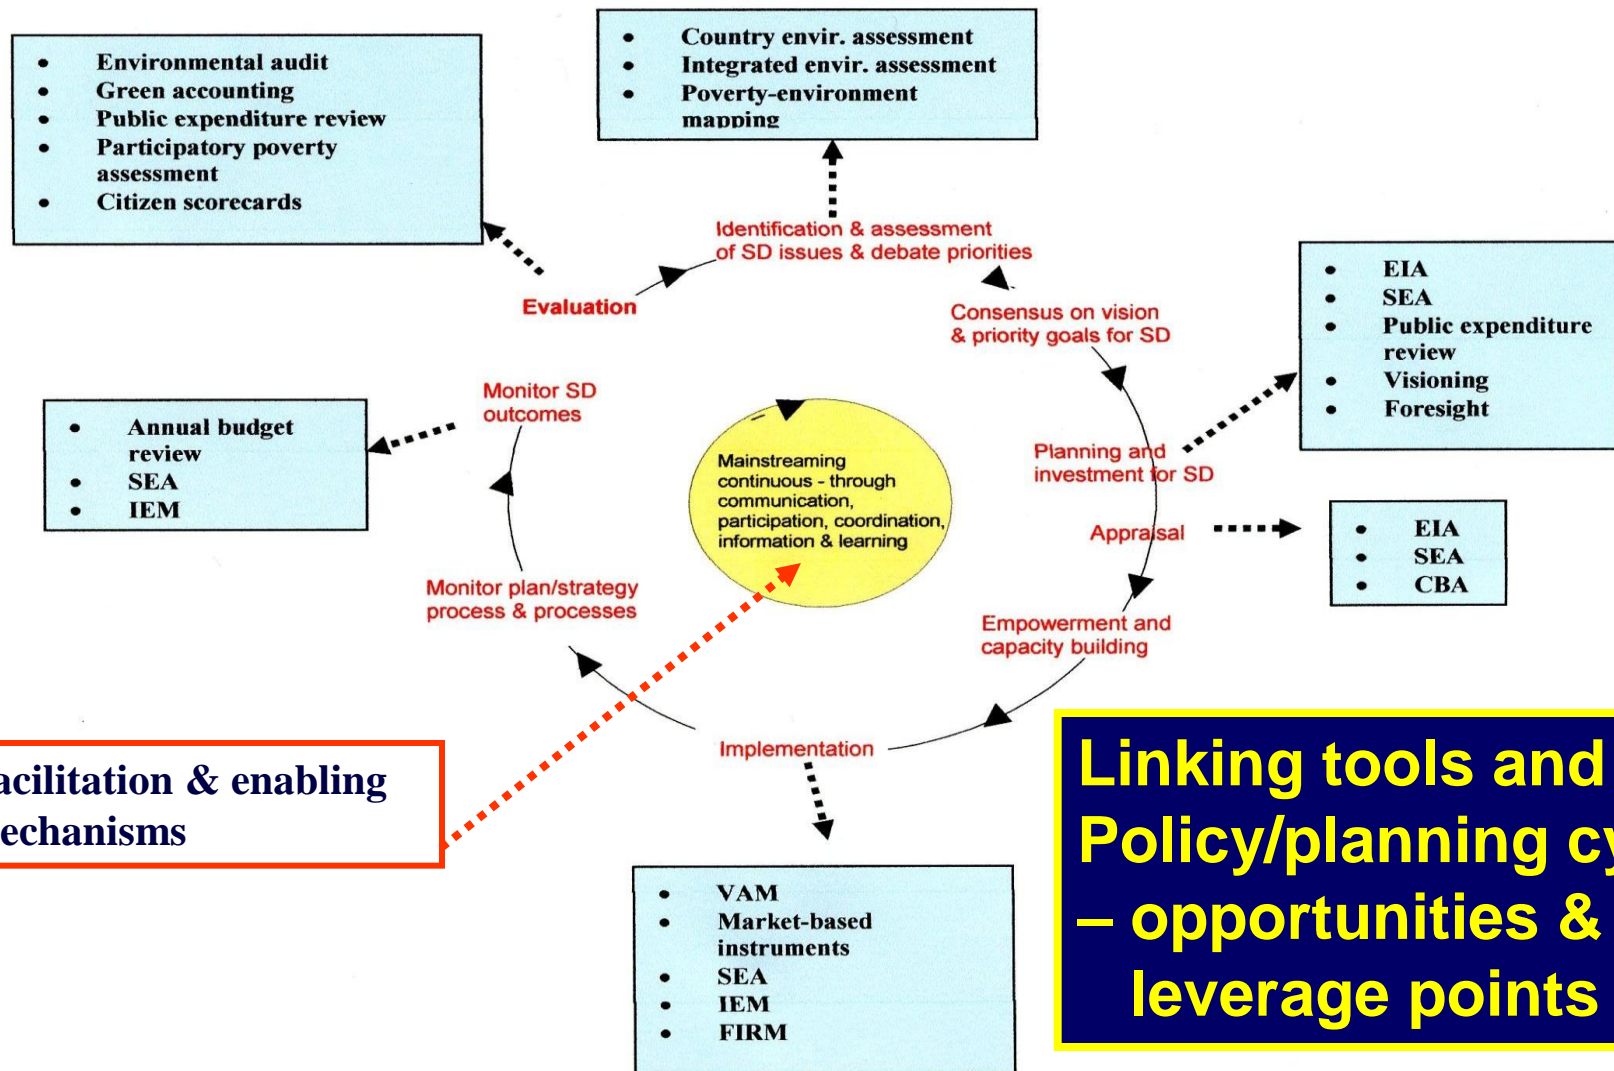 • Environmental audit
• Green accounting
• Public expenditure review
• Participatory poverty
assessment
• Citizen scorecards
• Country envir. assessment
• Integrated envir. assessment
• Poverty-environment
mapping
Identification & assessment
of SD issues & debate priorities
Evaluation
Consensus on vision
& priority goals for SD
• EIA
• SEA
• Public expenditure
review
• Visioning
• Foresight
Monitor SD
outcomes
• Annual budget
review
• SEA
• IEM
Mainstreaming
continuous - through
communication,
participation, coordination,
information & learning
Planning and
investment for SD
Appraisal
• EIA
• SEA
• CBA
Monitor plan/strategy
process & processes
Empowerment and
capacity building
Implementation
acilitation & enabling
echanisms
• VAM
• Market-based
instruments
• SEA
• IEM
• FIRM
Linking tools and
Policy/planning cy
– opportunities &
leverage points